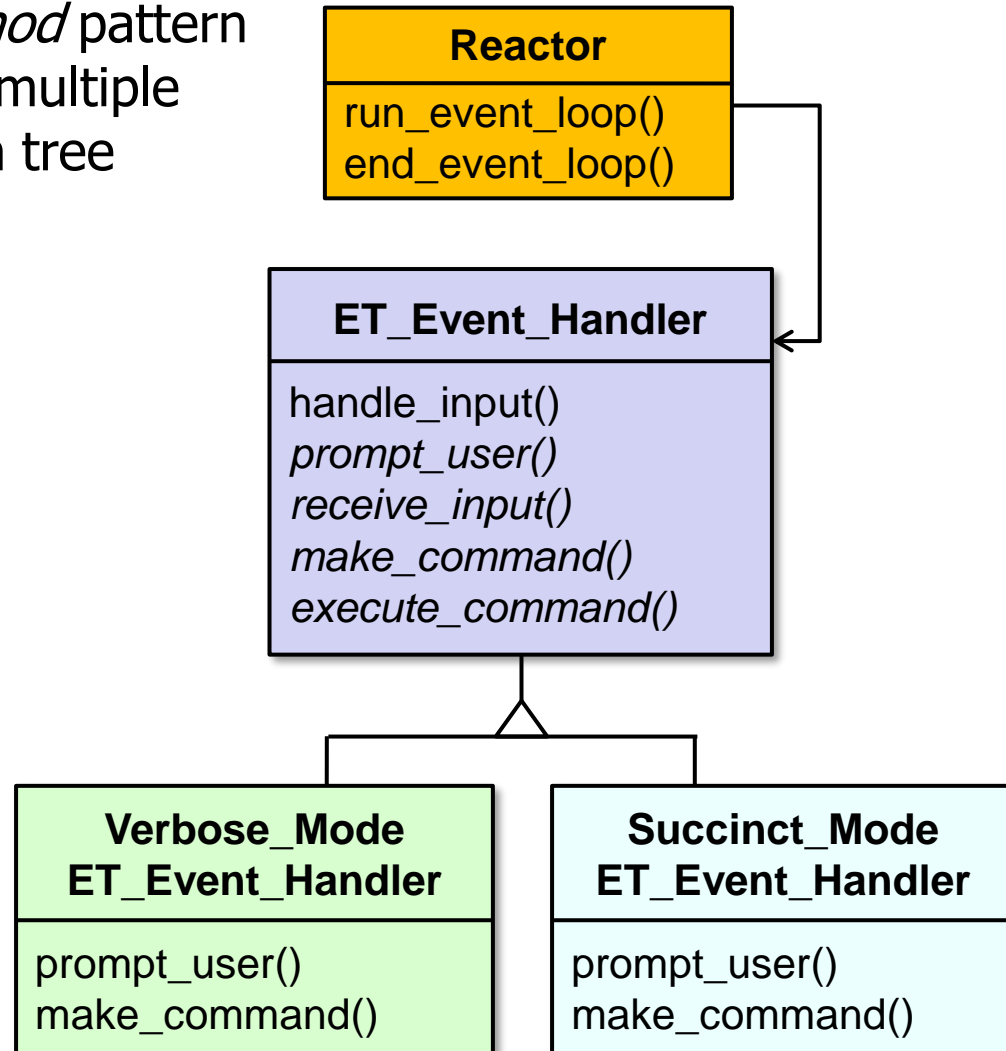 pattern
multiple
tree
Reactor
run_event_loop()
end_event_loop()
ET_Event_Handler
handle_input()
prompt_user()
receive_input()
make_command()
execute_command()
Verbose_Mode
ET_Event_Handler
prompt_user()
make_command()
Succinct_Mode
ET_Event_Handler
prompt_user()
make_command()